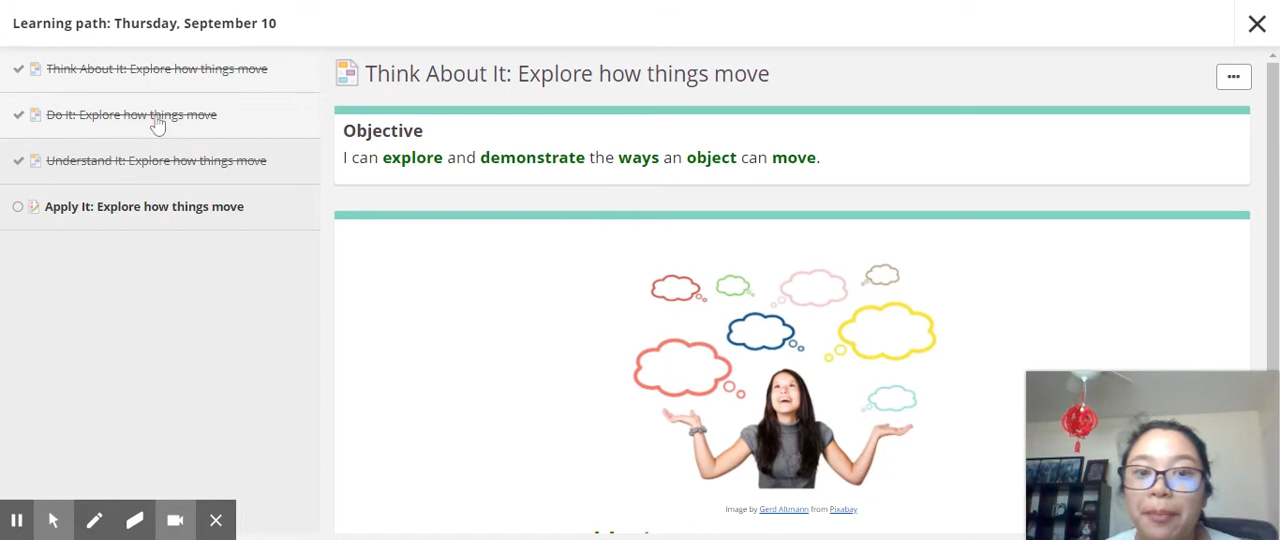 Learning path: Thursday, September 10
Think About It: Explore how things move
Do It: Explore how things move
Understand It: Explore how things move
Apply It: Explore how things move
Think About It: Explore how things move
Objective
I can explore and demonstrate the ways an object can move.
Image by Gerd Altmann from Pixabay